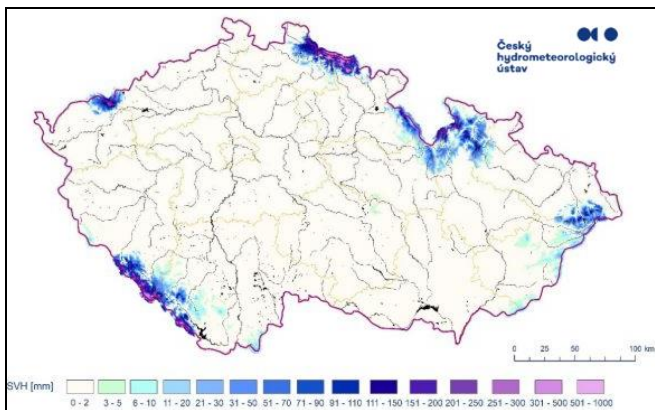 Český
hydrometeorologický
ústav
0 25 50 100 km
SVH [mm]
0 - 2 3 - 5 6 - 10 11 - 20 21 - 30 31 - 50 51 - 70 71 - 90 91 - 110 111 - 150 151 - 200 201 - 250 251 - 300 301 - 500 501 - 1000